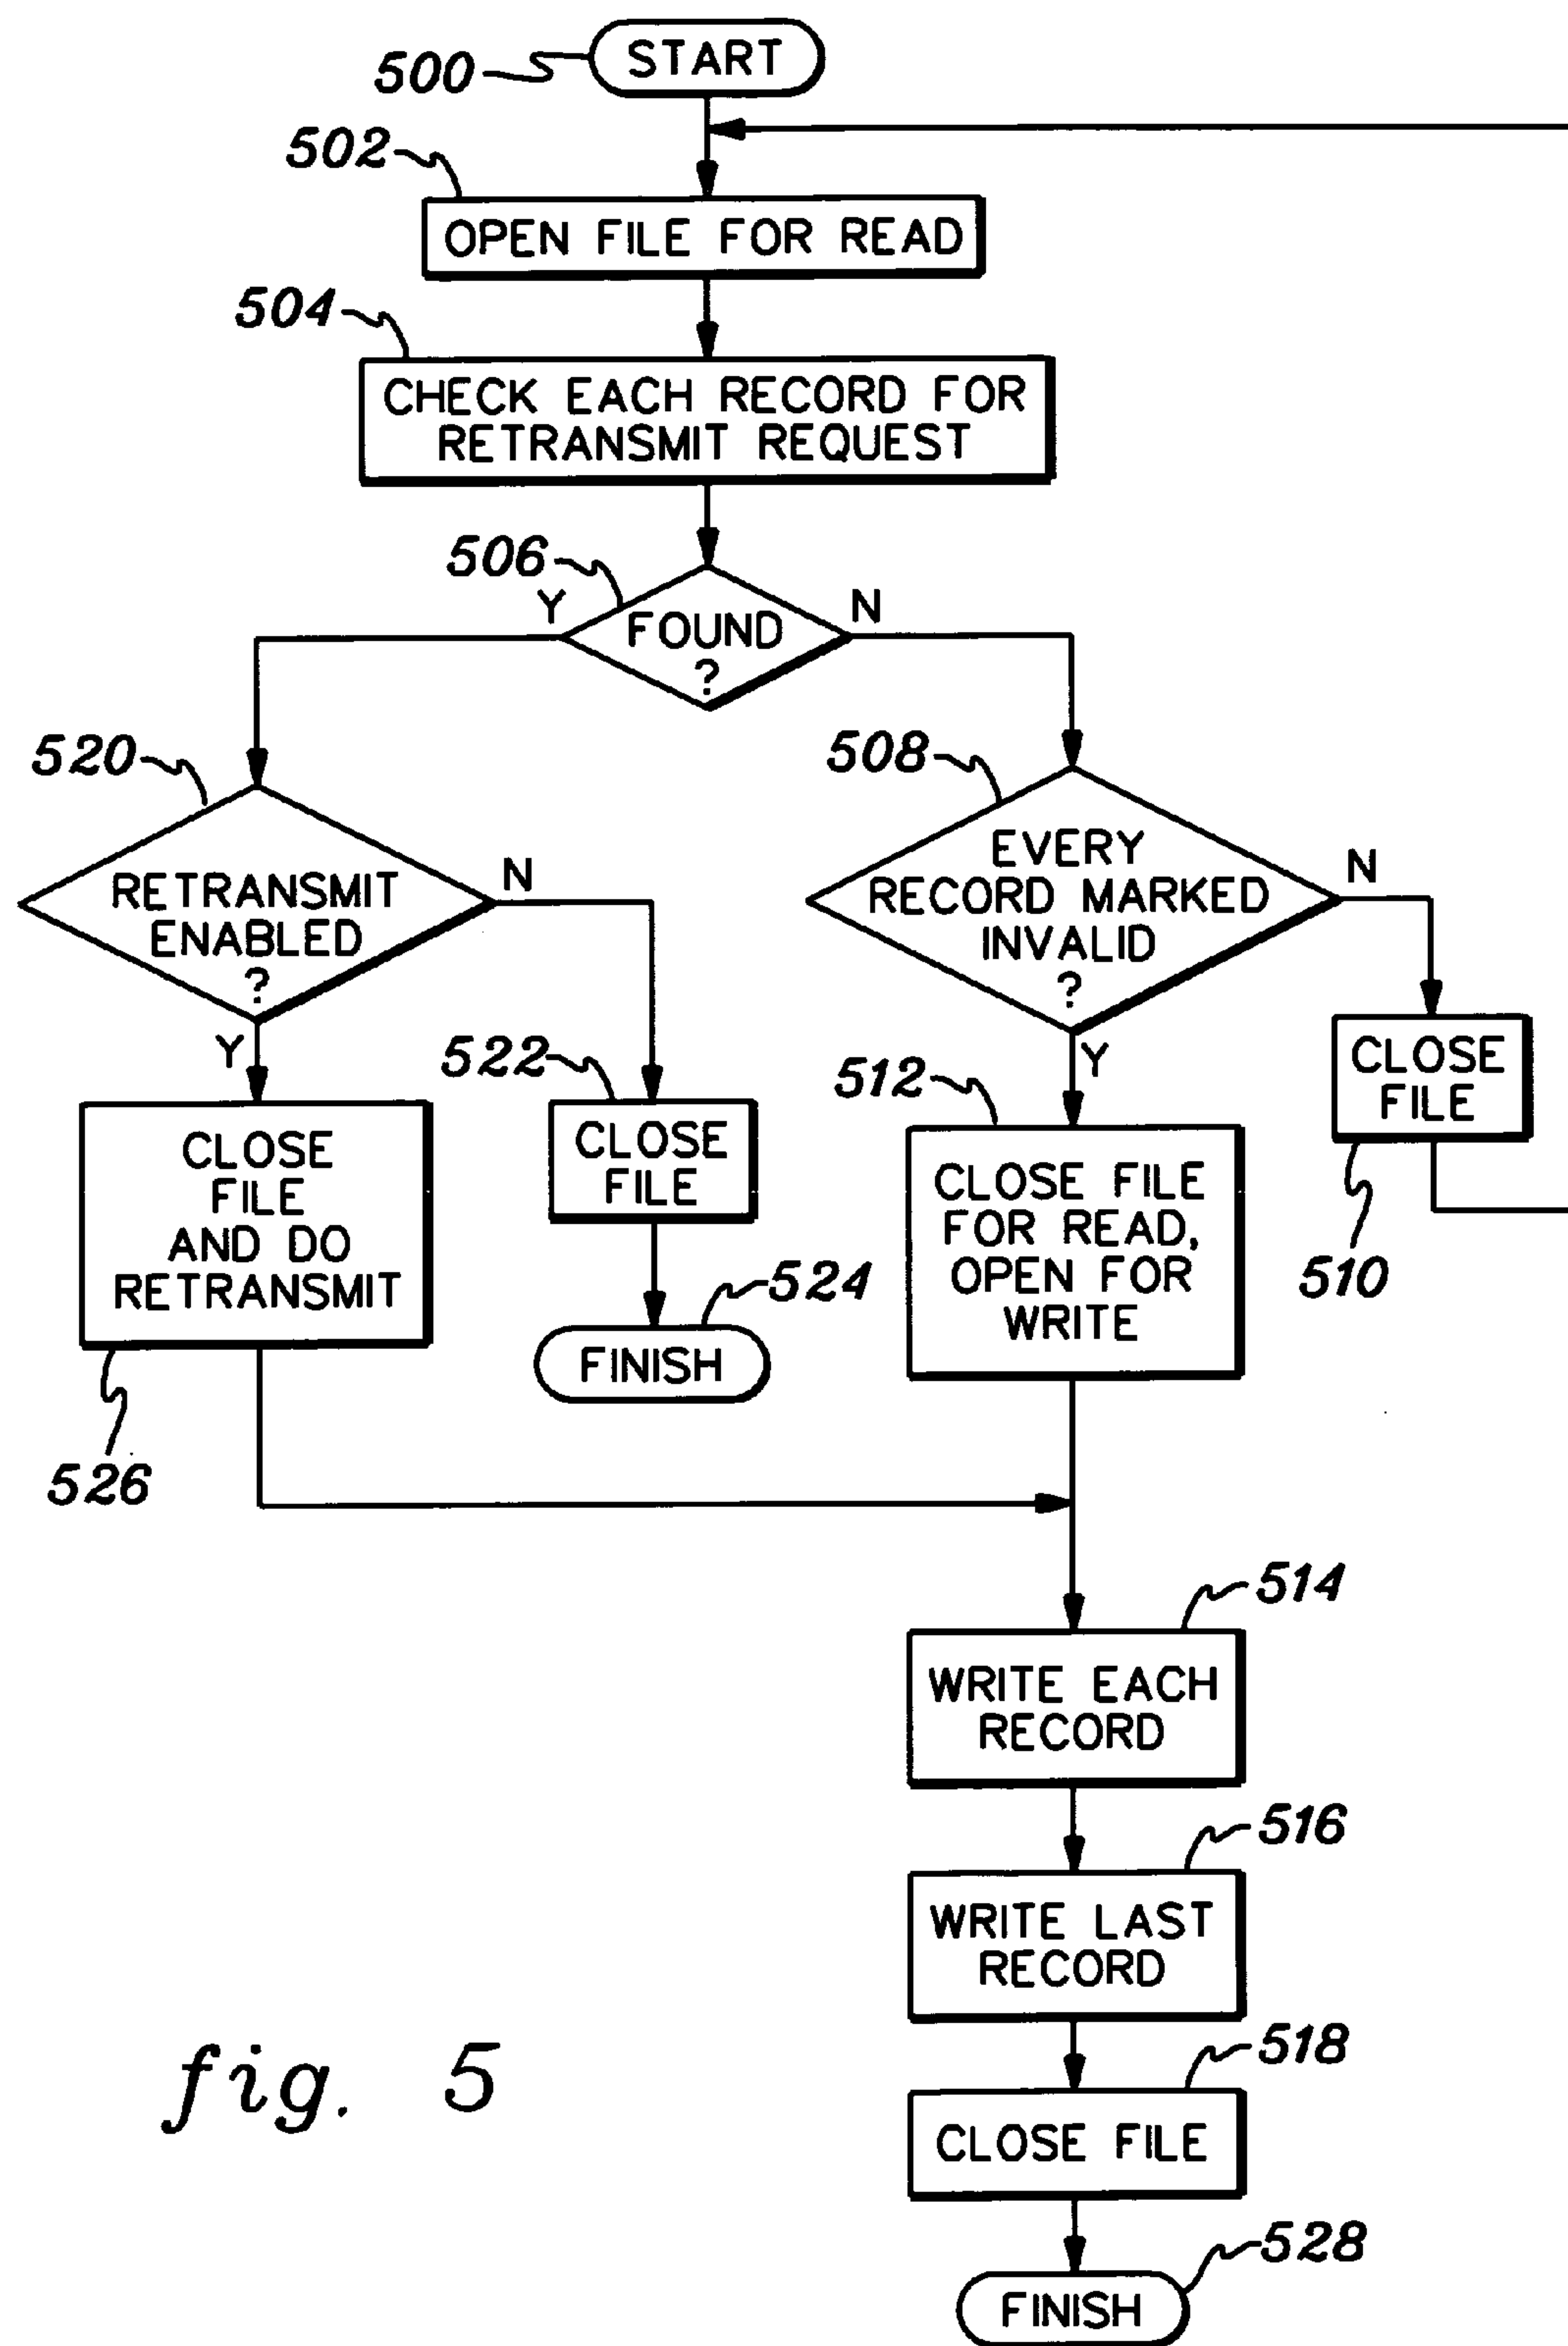 500
START
502
OPEN FILE FOR READ
504
CHECK EACH RECORD FOR
RETRANSMIT REQUEST
506
Y
FOUND
?
N
520
RETRANSMIT
ENABLED
?
N
Y
508
EVERY
RECORD MARKED
INVALID
?
N
Y
522
CLOSE
FILE
524
FINISH
CLOSE
FILE
AND DO
RETRANSMIT
526
512
CLOSE FILE
FOR READ,
OPEN FOR
WRITE
CLOSE
FILE
510
514
WRITE EACH
RECORD
516
WRITE LAST
RECORD
518
CLOSE FILE
528
FINISH
fig. 5